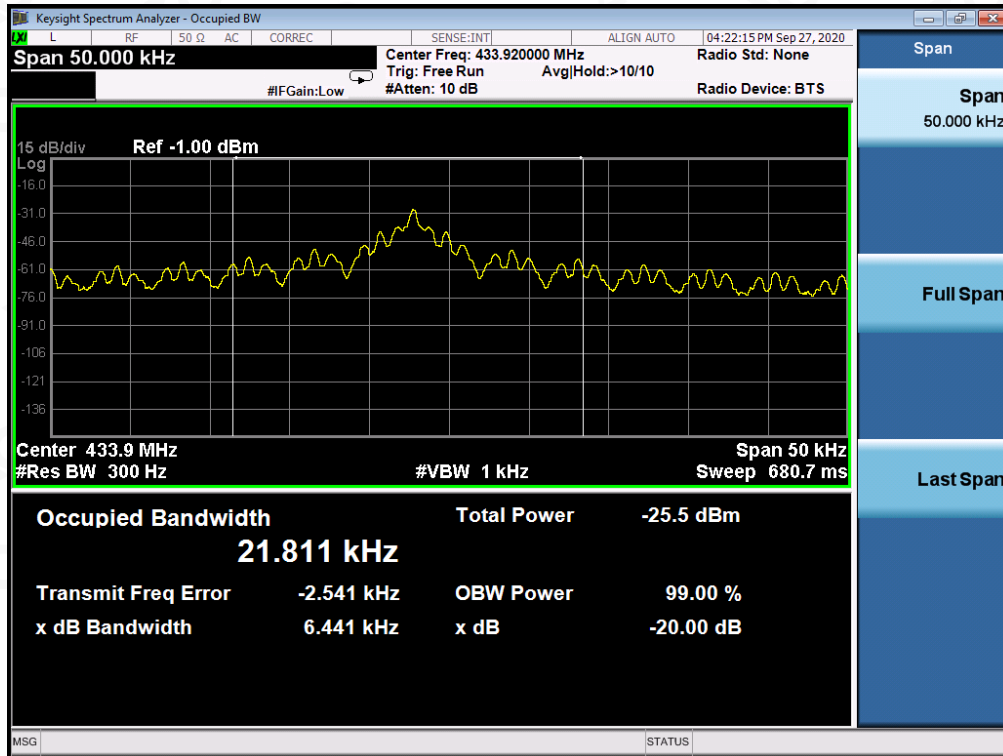 Keysight Spectrum Analyzer - Occupied BW
LXI L RF 50 Ω AC CORREC SENSE:INT ALIGN AUTO 04:22:15 PM Sep 27, 2020
Span 50.000 kHz
Center Freq: 433.920000 MHz
Radio Std: None
Trig: Free Run
Avg|Hold:>10/10
#IFGain:Low
#Atten: 10 dB
Radio Device: BTS
15 dB/div Ref -1.00 dBm
Log
-16.0
-31.0
-46.0
-61.0
-76.0
-91.0
-106
-121
-136
Center 433.9 MHz Span 50 kHz
#Res BW 300 Hz #VBW 1 kHz Sweep 680.7 ms
Occupied Bandwidth Total Power -25.5 dBm
21.811 kHz
Transmit Freq Error -2.541 kHz OBW Power 99.00 %
x dB Bandwidth 6.441 kHz x dB -20.00 dB
MSG STATUS
Span
Span
50.000 kHz
Full Span
Last Span